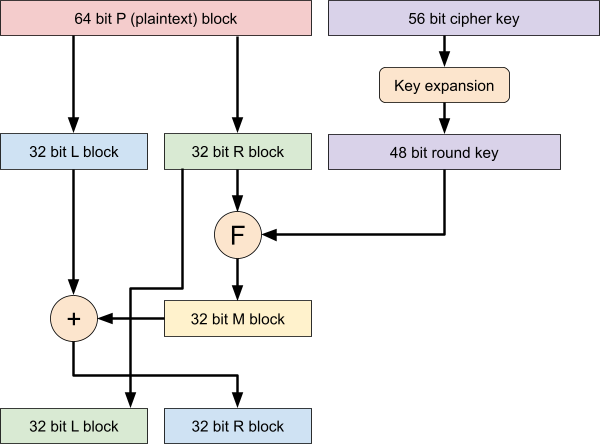 64 bit P (plaintext) block
56 bit cipher key
Key expansion
32 bit L block
32 bit R block
48 bit round key
F
+
32 bit M block
32 bit L block
32 bit R block